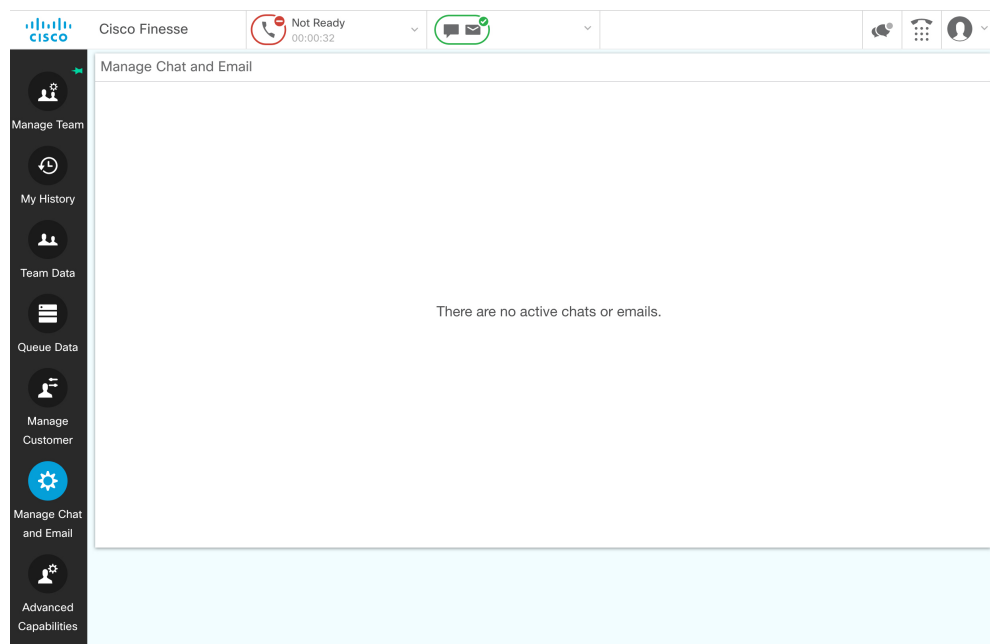 CISCO
Cisco Finesse
Not Ready
00:00:32
Manage Chat and Email
Manage Team
My History
Team Data
Queue Data
Manage
Customer
Manage Chat
and Email
Advanced
Capabilities
There are no active chats or emails.